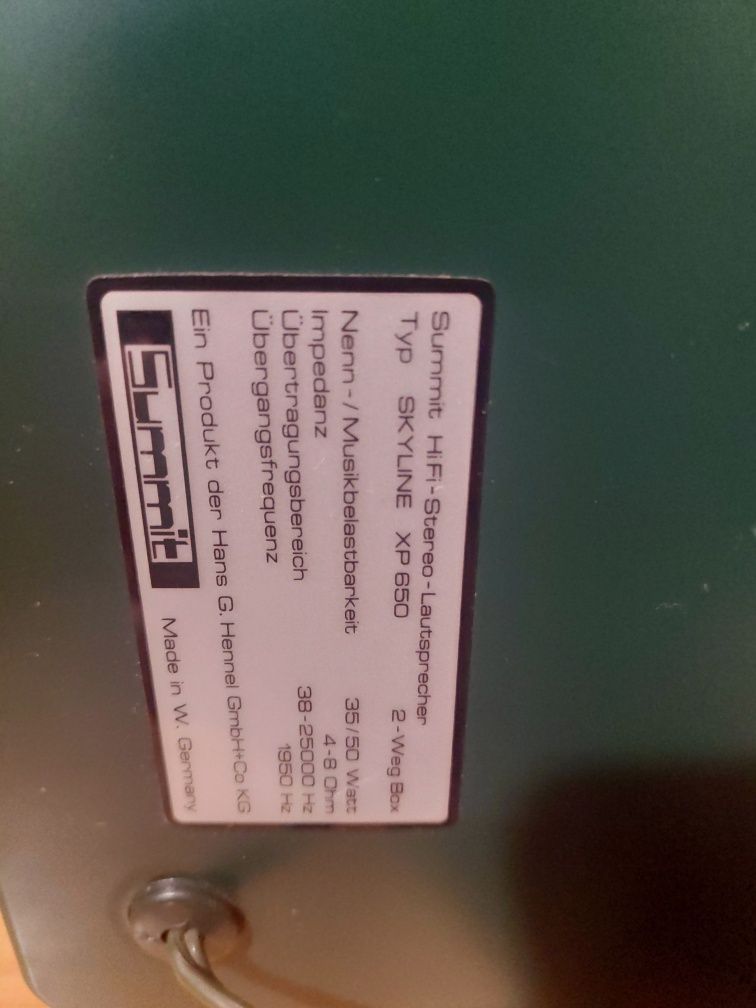 Summit HiFi-Stereo-Lautsprecher
Typ SKYLINE XP 650 2-Weg Box
Nenn-/Musikbelastbarkeit 35/50 Watt
Impedanz 4-8 Ohm
Übertragungsbereich 38-25000 Hz
Übergangsfrequenz 1950 Hz
Ein Produkt der Hans G. Hennel GmbH+Co KG
Summit Made in W. Germany